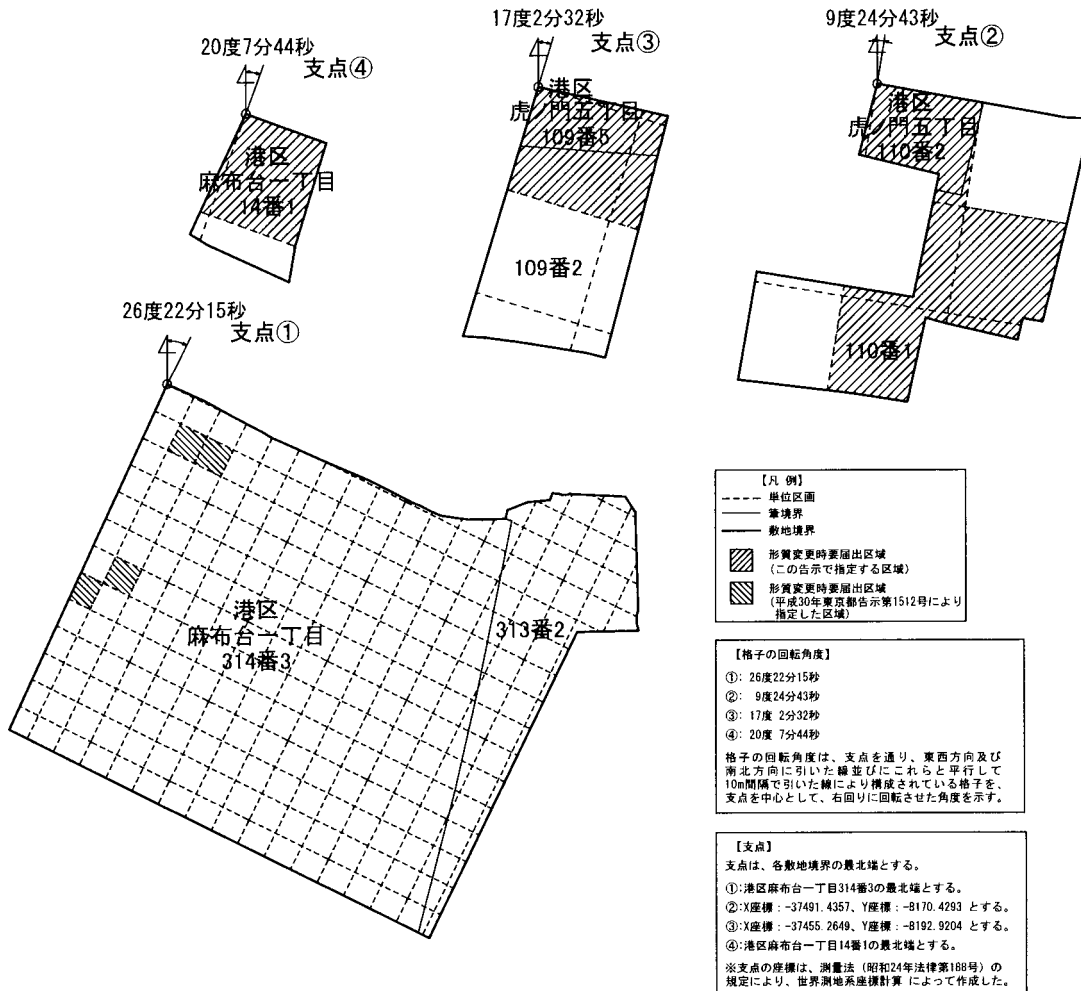 20度7分44秒
支点④
17度2分32秒
支点③
9度24分43秒
支点②
港区
麻布台一丁目
14番1
港区
虎ノ門五丁目
109番5
109番2
港区
虎ノ門五丁目
110番2
110番1
26度22分15秒
支点①
港区
麻布台一丁目
314番3
313番2
【凡 例】
単位区画
筆境界
敷地境界
形質変更時要届出区域
(この告示で指定する区域)
形質変更時要届出区域
(平成30年東京都告示第1512号により
指定した区域)
【格子の回転角度】
①: 26度22分15秒
②: 9度24分43秒
③: 17度 2分32秒
④: 20度 7分44秒
格子の回転角度は、支点を通り、東西方向及び
南北方向に引いた線並びにこれらと平行して
10m間隔で引いた線により構成されている格子を、
支点を中心として、右回りに回転させた角度を示す。
【支点】
支点は、各敷地境界の最北端とする。
①:港区麻布台一丁目314番3の最北端とする。
②:X座標：-37491.4357、Y座標：-8170.4293 とする。
③:X座標：-37455.2649、Y座標：-8192.9204 とする。
④:港区麻布台一丁目14番1の最北端とする。
※支点の座標は、測量法（昭和24年法律第188号）の
規定により、世界測地系座標計算 によって作成した。